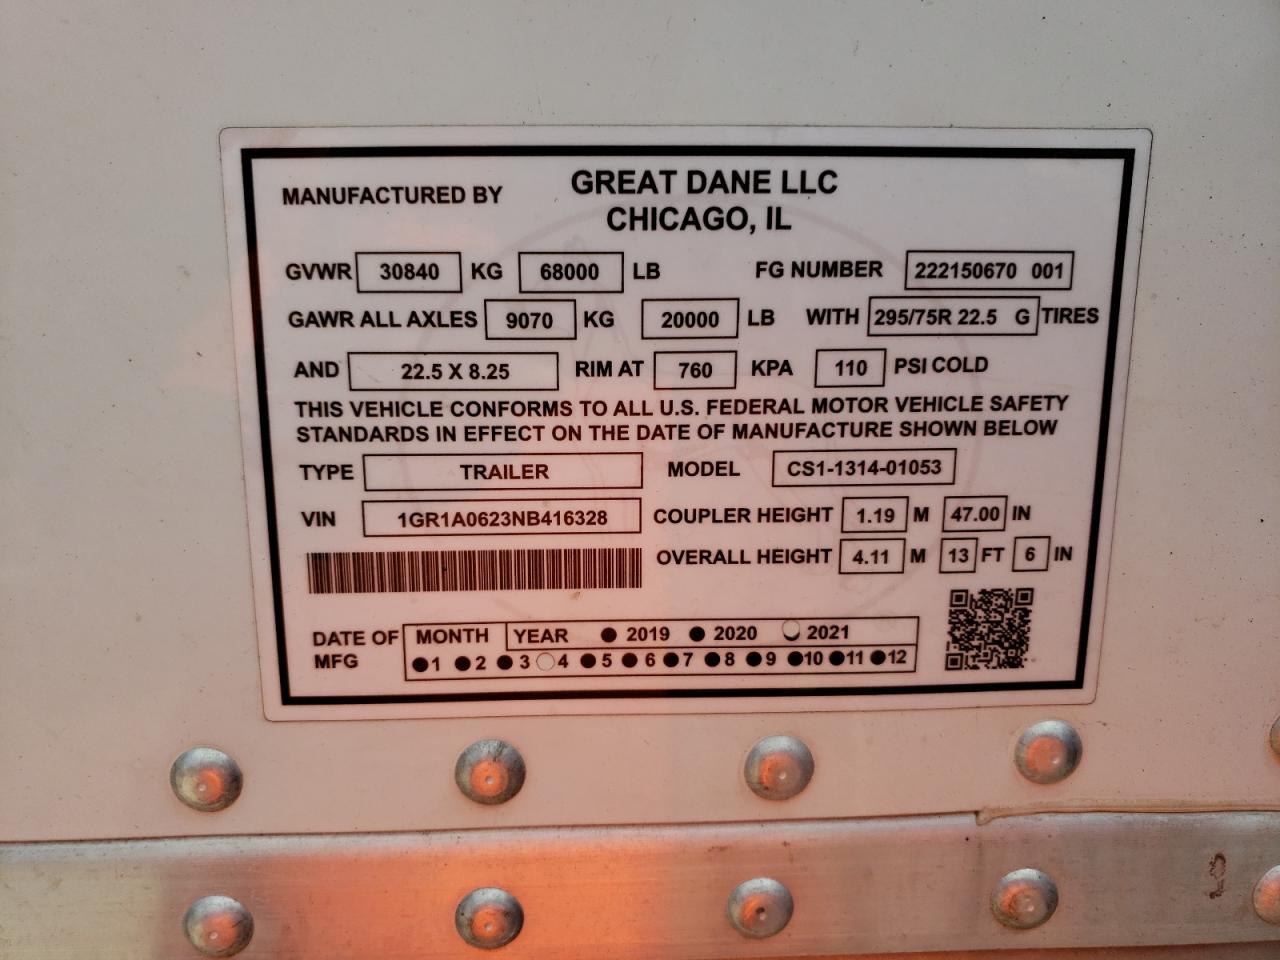 MANUFACTURED BY GREAT DANE LLC
CHICAGO, IL
GVWR 30840 KG 68000 LB FG NUMBER 222150670 001
GAWR ALL AXLES 9070 KG 20000 LB WITH 295/75R 22.5 G TIRES
AND 22.5 X 8.25 RIM AT 760 KPA 110 PSI COLD
THIS VEHICLE CONFORMS TO ALL U.S. FEDERAL MOTOR VEHICLE SAFETY
STANDARDS IN EFFECT ON THE DATE OF MANUFACTURE SHOWN BELOW
TYPE TRAILER MODEL CS1-1314-01053
VIN 1GR1A0623NB416328 COUPLER HEIGHT 1.19 M 47.00 IN
OVERALL HEIGHT 4.11 M 13 FT 6 IN
DATE OF MFG MONTH YEAR 2019 2020 2021
1 2 3 4 5 6 7 8 9 10 11 12